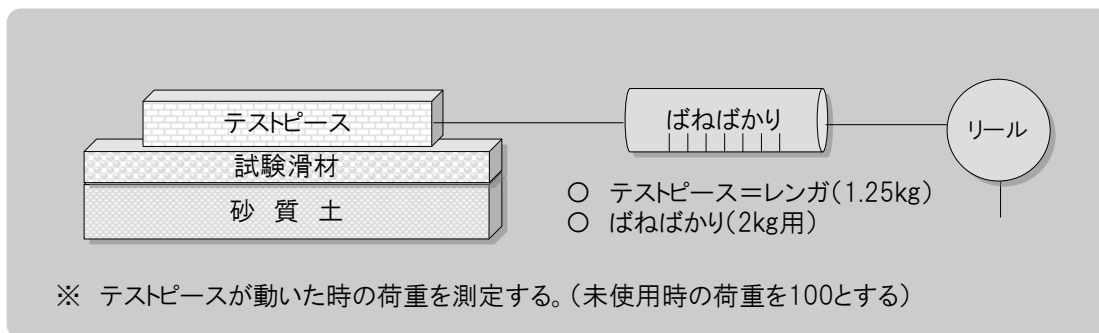 テストピース
ばねばかり
リール
試験滑材
砂 質 土
○ テストピース＝レンガ(1.25kg)
○ ばねばかり(2kg用)
※ テストピースが動いた時の荷重を測定する。(未使用時の荷重を100とする)